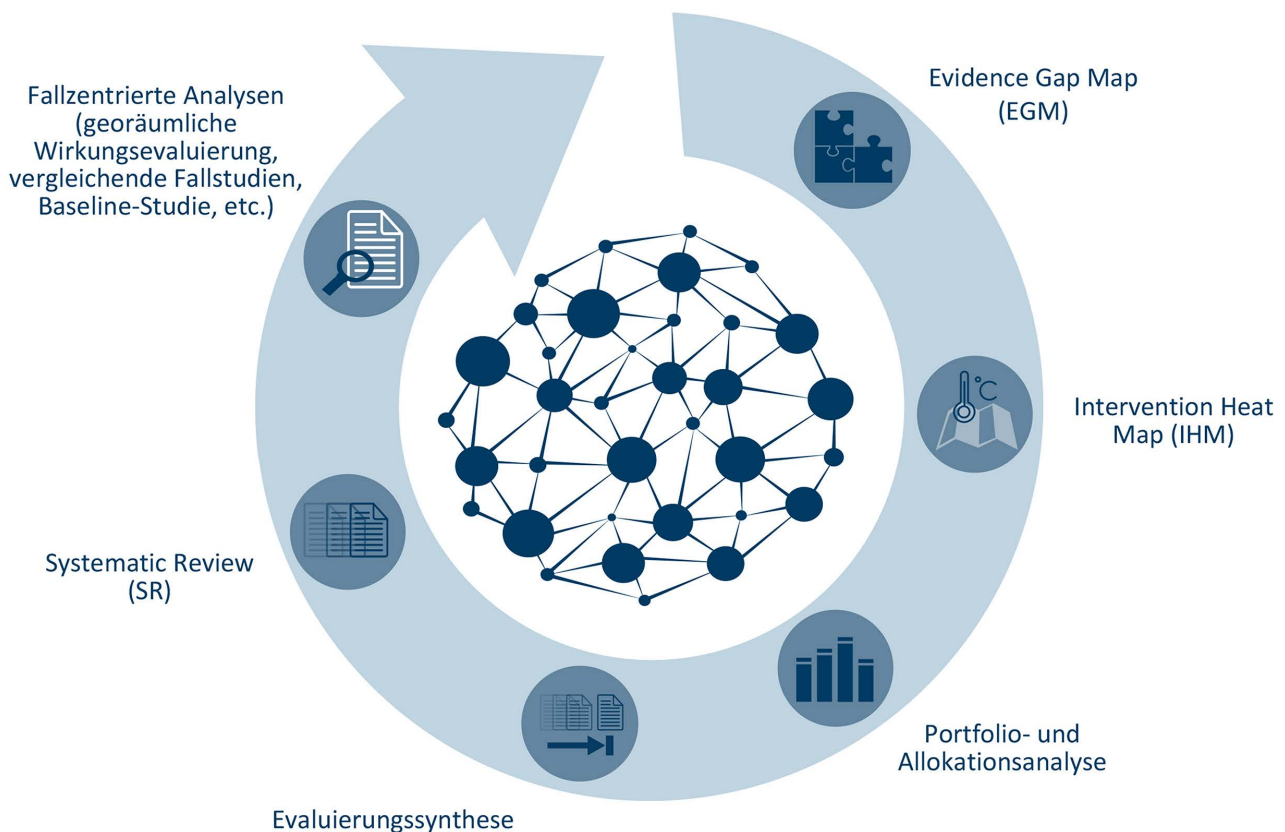 Evidence Gap Map
(EGM)
Intervention Heat
Map (IHM)
Portfolio- und
Allokationsanalyse
Evaluierungssynthese
Systematic Review
(SR)
Fallzentrierte Analysen
(georäumliche
Wirkungsevaluierung,
vergleichende Fallstudien,
Baseline-Studie, etc.)
°C